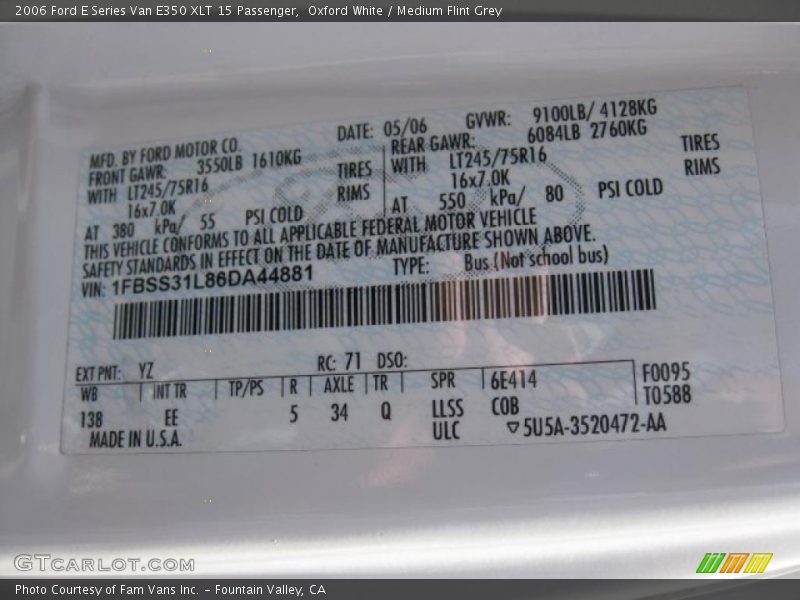 2006 Ford E Series Van E350 XLT 15 Passenger,  Oxford White / Medium Flint Grey
MFD. BY FORD MOTOR CO. DATE: 05/06 GVWR: 9100LB/ 4128KG
FRONT GAWR: 3550LB 1610KG REAR GAWR: 6084LB 2760KG
WITH LT245/75R16 TIRES WITH LT245/75R16 TIRES
16x7.0K RIMS 16x7.0K RIMS
AT 380 kPa/ 55 PSI COLD AT 550 kPa/ 80 PSI COLD
THIS VEHICLE CONFORMS TO ALL APPLICABLE FEDERAL MOTOR VEHICLE
SAFETY STANDARDS IN EFFECT ON THE DATE OF MANUFACTURE SHOWN ABOVE.
VIN: 1FBSS31L86DA44881 TYPE: Bus (Not school bus)
EXT PNT: YZ RC: 71 DSO:
WB INT TR TP/PS R AXLE TR SPR 6E414 F0095
138 EE 5 34 Q LLSS COB T0588
MADE IN U.S.A. ULC ▽5U5A-3520472-AA
GTCARLOT.COM
Photo Courtesy of Fam Vans Inc. – Fountain Valley, CA